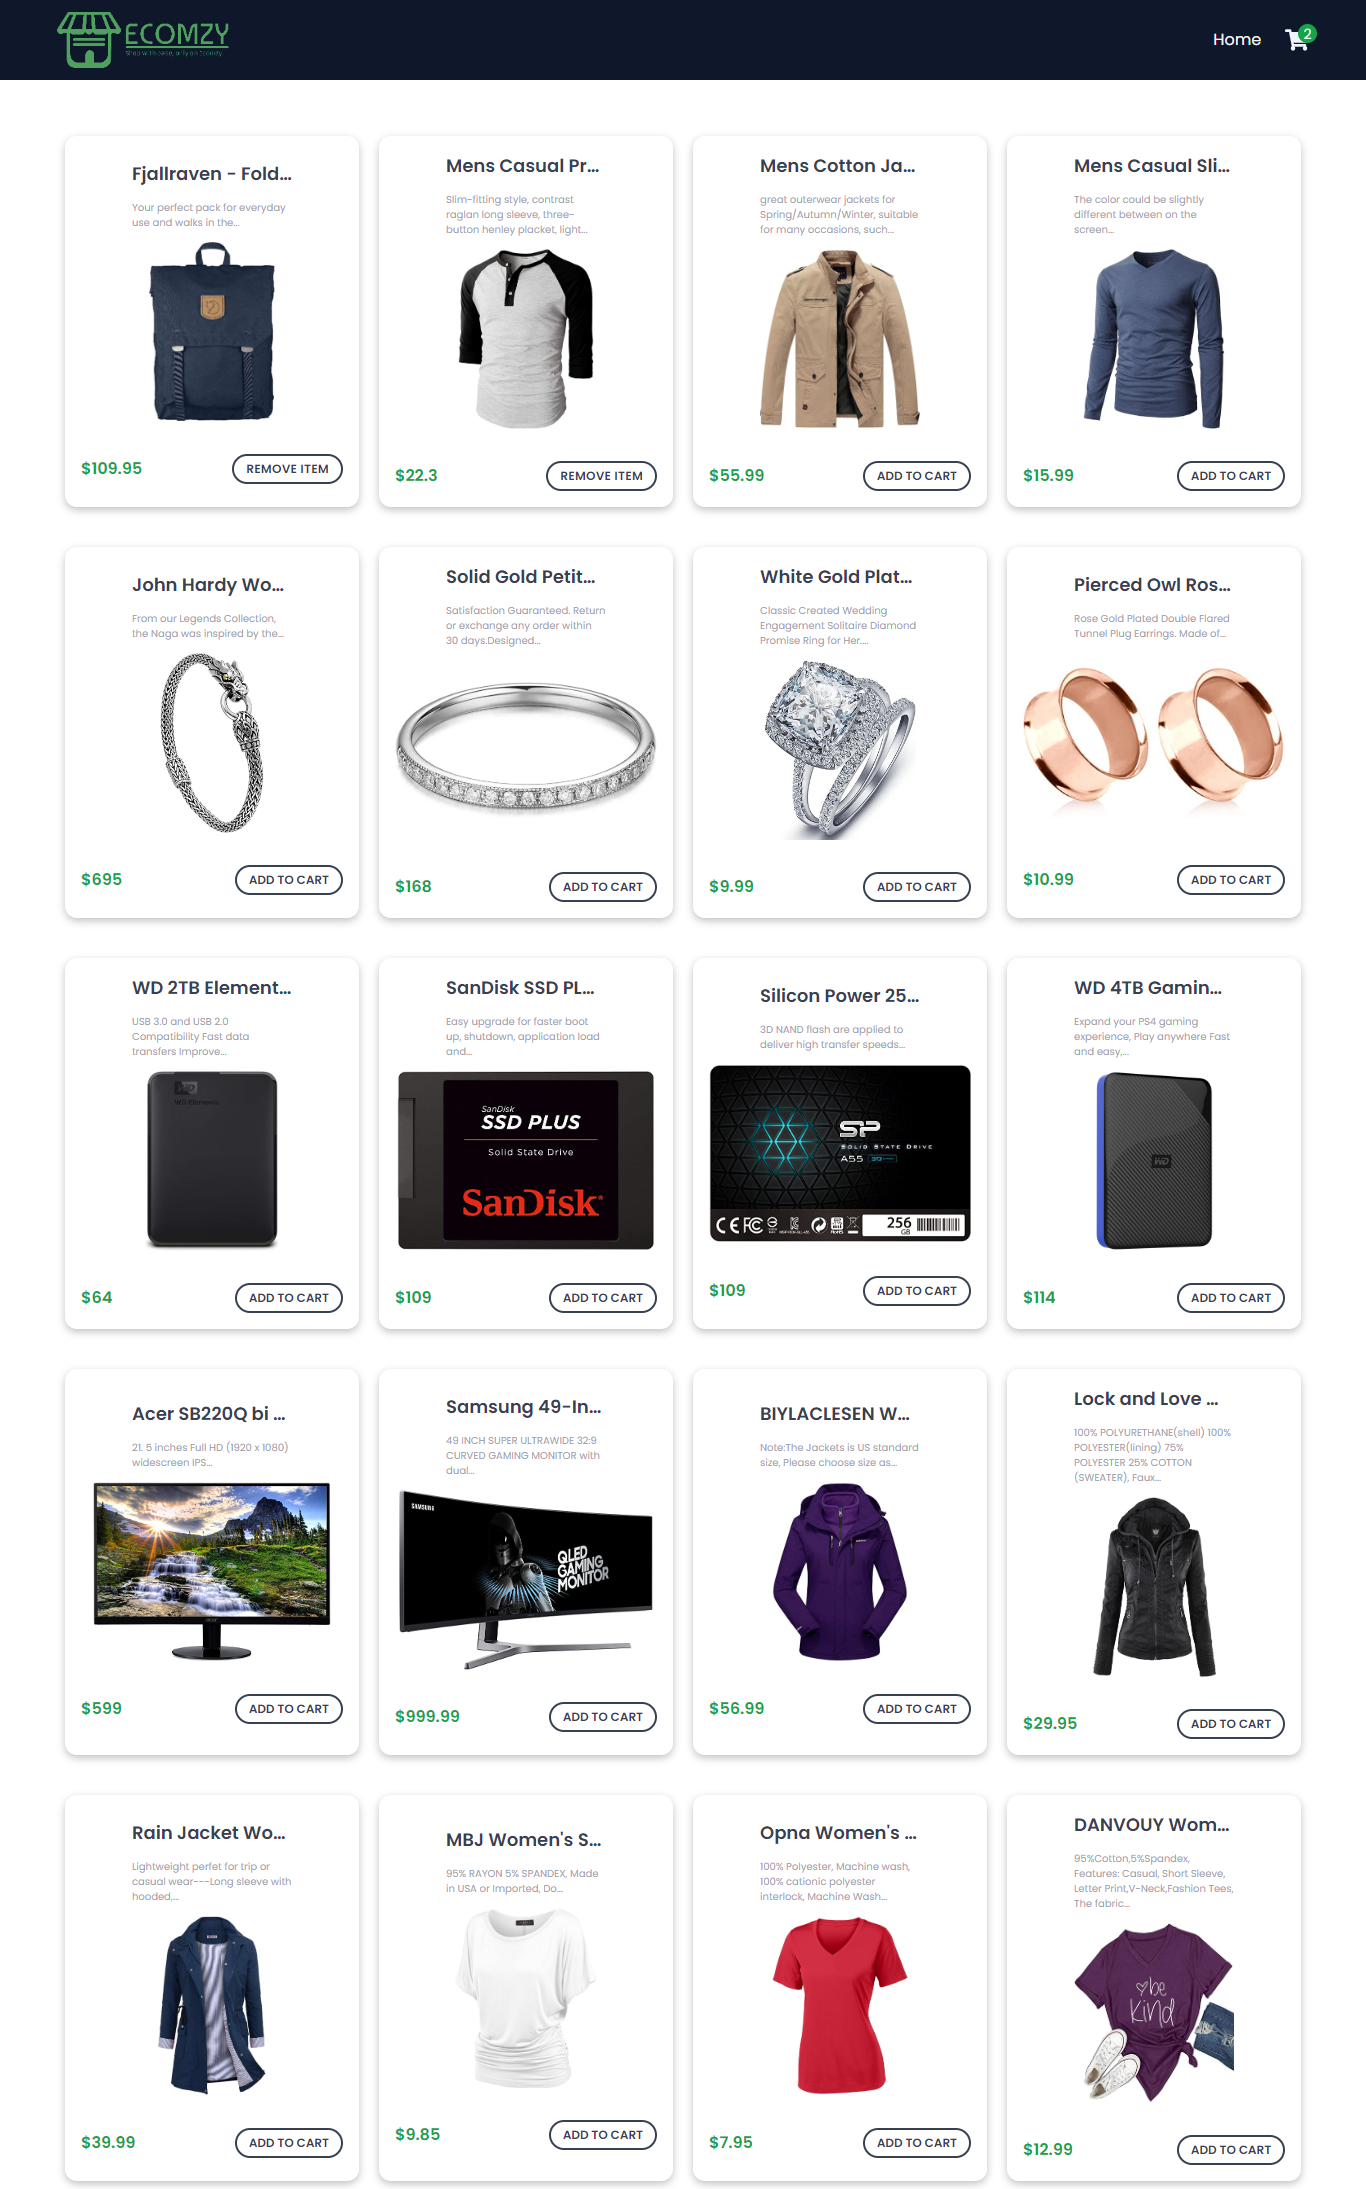 ECOMZY
Shop with ease, only on Ecomzy
Home
2
Fjallraven - Fold...
Your perfect pack for everyday
use and walks in the...
$109.95
REMOVE ITEM
Mens Casual Pr...
Slim-fitting style, contrast
raglan long sleeve, three-
button henley placket, light...
$22.3
REMOVE ITEM
Mens Cotton Ja...
great outerwear jackets for
Spring/Autumn/Winter, suitable
for many occasions, such...
$55.99
ADD TO CART
Mens Casual Sli...
The color could be slightly
different between on the
screen...
$15.99
ADD TO CART
John Hardy Wo...
From our Legends Collection,
the Naga was inspired by the...
$695
ADD TO CART
Solid Gold Petit...
Satisfaction Guaranteed. Return
or exchange any order within
30 days.Designed...
$168
ADD TO CART
White Gold Plat...
Classic Created Wedding
Engagement Solitaire Diamond
Promise Ring for Her....
$9.99
ADD TO CART
Pierced Owl Ros...
Rose Gold Plated Double Flared
Tunnel Plug Earrings. Made of...
$10.99
ADD TO CART
WD 2TB Element...
USB 3.0 and USB 2.0
Compatibility Fast data
transfers Improve...
WD
WD Elements
$64
ADD TO CART
SanDisk SSD PL...
Easy upgrade for faster boot
up, shutdown, application load
and...
SanDisk
SSD PLUS
Solid State Drive
SanDisk
$109
ADD TO CART
Silicon Power 25...
3D NAND flash are applied to
deliver high transfer speeds...
SP
SOLID STATE DRIVE
A55
CE FC
256
GB
$109
ADD TO CART
WD 4TB Gamin...
Expand your PS4 gaming
experience, Play anywhere Fast
and easy,...
WD
$114
ADD TO CART
Acer SB220Q bi ...
21. 5 inches Full HD (1920 x 1080)
widescreen IPS...
acer
$599
ADD TO CART
Samsung 49-In...
49 INCH SUPER ULTRAWIDE 32:9
CURVED GAMING MONITOR with
dual...
SAMSUNG
QLED
GAMING
MONITOR
$999.99
ADD TO CART
BIYLACLESEN W...
Note:The Jackets is US standard
size, Please choose size as...
$56.99
ADD TO CART
Lock and Love ...
100% POLYURETHANE(shell) 100%
POLYESTER(lining) 75%
POLYESTER 25% COTTON
(SWEATER), Faux...
$29.95
ADD TO CART
Rain Jacket Wo...
Lightweight perfet for trip or
casual wear---Long sleeve with
hooded,...
$39.99
ADD TO CART
MBJ Women's S...
95% RAYON 5% SPANDEX, Made
in USA or Imported, Do...
$9.85
ADD TO CART
Opna Women's ...
100% Polyester, Machine wash,
100% cationic polyester
interlock, Machine Wash...
$7.95
ADD TO CART
DANVOUY Wom...
95%Cotton,5%Spandex,
Features: Casual, Short Sleeve,
Letter Print,V-Neck,Fashion Tees,
The fabric...
be
kind
$12.99
ADD TO CART